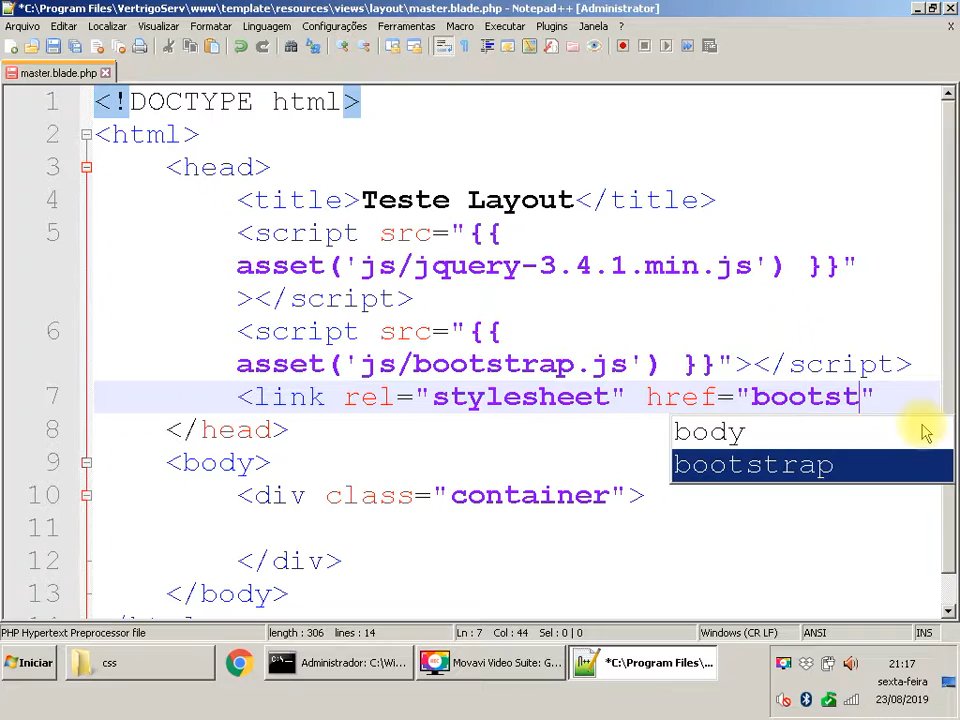 *C:\Program Files\VertrigoServ\www\template\resources\views\layout\master.blade.php - Notepad++ [Administrator]
Arquivo Editar Localizar Visualizar Formatar Linguagem Configurações Ferramentas Macro Executar Plugins Janela ? X
master.blade.php
1 <!DOCTYPE html>
2 <html>
3 <head>
4 <title>Teste Layout</title>
5 <script src="{{
asset('js/jquery-3.4.1.min.js') }}"
></script>
6 <script src="{{
asset('js/bootstrap.js') }}"></script>
7 <link rel="stylesheet" href="bootst"
8 </head>
body
9 <body>
bootstrap
10 <div class="container">
11
12 </div>
13 </body>
PHP Hypertext Preprocessor file length : 306 lines : 14 Ln : 7 Col : 44 Sel : 0 | 0 Windows (CR LF) ANSI INS
Iniciar css Administrador: C:\Wi... Movavi Video Suite: G... *C:\Program Files\... 21:17
sexta-feira
23/08/2019